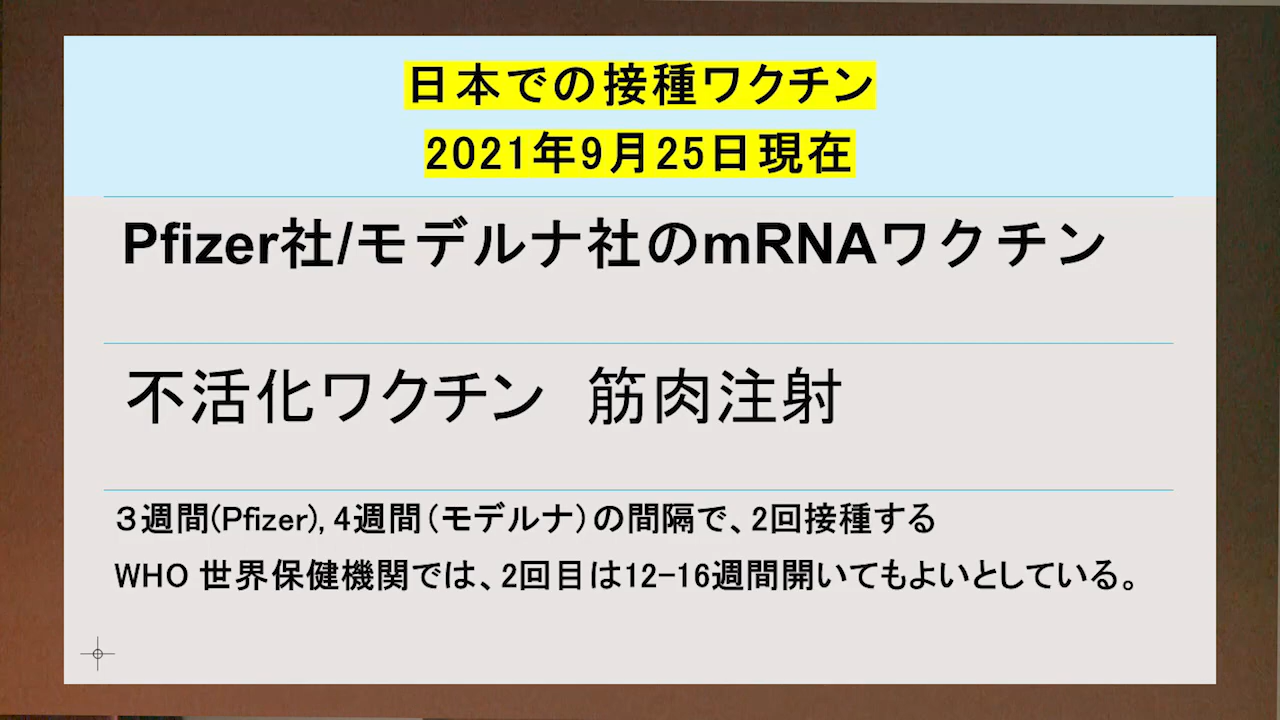 日本での接種ワクチン
2021年9月25日現在
Pfizer社/モデルナ社のmRNAワクチン
不活化ワクチン　筋肉注射
３週間(Pfizer), 4週間（モデルナ）の間隔で、2回接種する
WHO 世界保健機関では、2回目は12-16週間開いてもよいとしている。